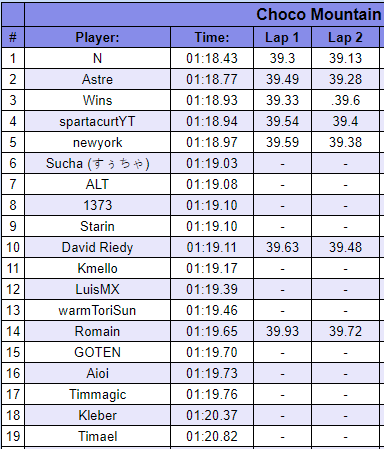 Choco Mountain
# Player: Time: Lap 1 Lap 2
1 N 01:18.43 39.3 39.13
2 Astre 01:18.77 39.49 39.28
3 Wins 01:18.93 39.33 .39.6
4 spartacurtYT 01:18.94 39.54 39.4
5 newyork 01:18.97 39.59 39.38
6 Sucha (すぅちゃ) 01:19.03 - -
7 ALT 01:19.08 - -
8 1373 01:19.10 - -
9 Starin 01:19.10 - -
10 David Riedy 01:19.11 39.63 39.48
11 Kmello 01:19.17 - -
12 LuisMX 01:19.39 - -
13 warmToriSun 01:19.46 - -
14 Romain 01:19.65 39.93 39.72
15 GOTEN 01:19.70 - -
16 Aioi 01:19.73 - -
17 Timmagic 01:19.76 - -
18 Kleber 01:20.37 - -
19 Timael 01:20.82 - -